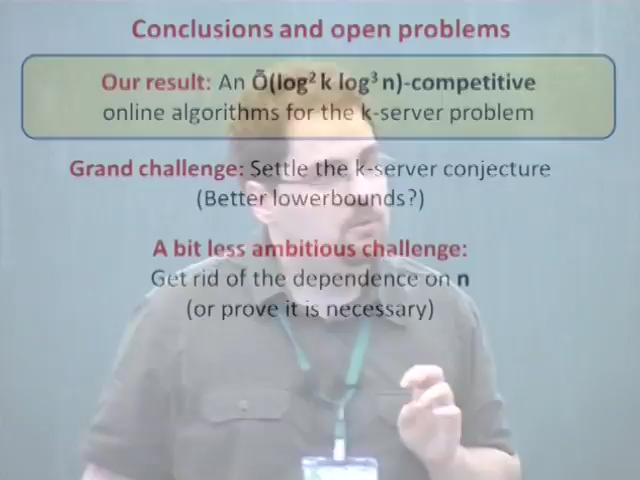 Conclusions and open problems
Our result: An Õ(log² k log³ n)-competitive
online algorithms for the k-server problem
Grand challenge: Settle the k-server conjecture
(Better lowerbounds?)
A bit less ambitious challenge:
Get rid of the dependence on n
(or prove it is necessary)